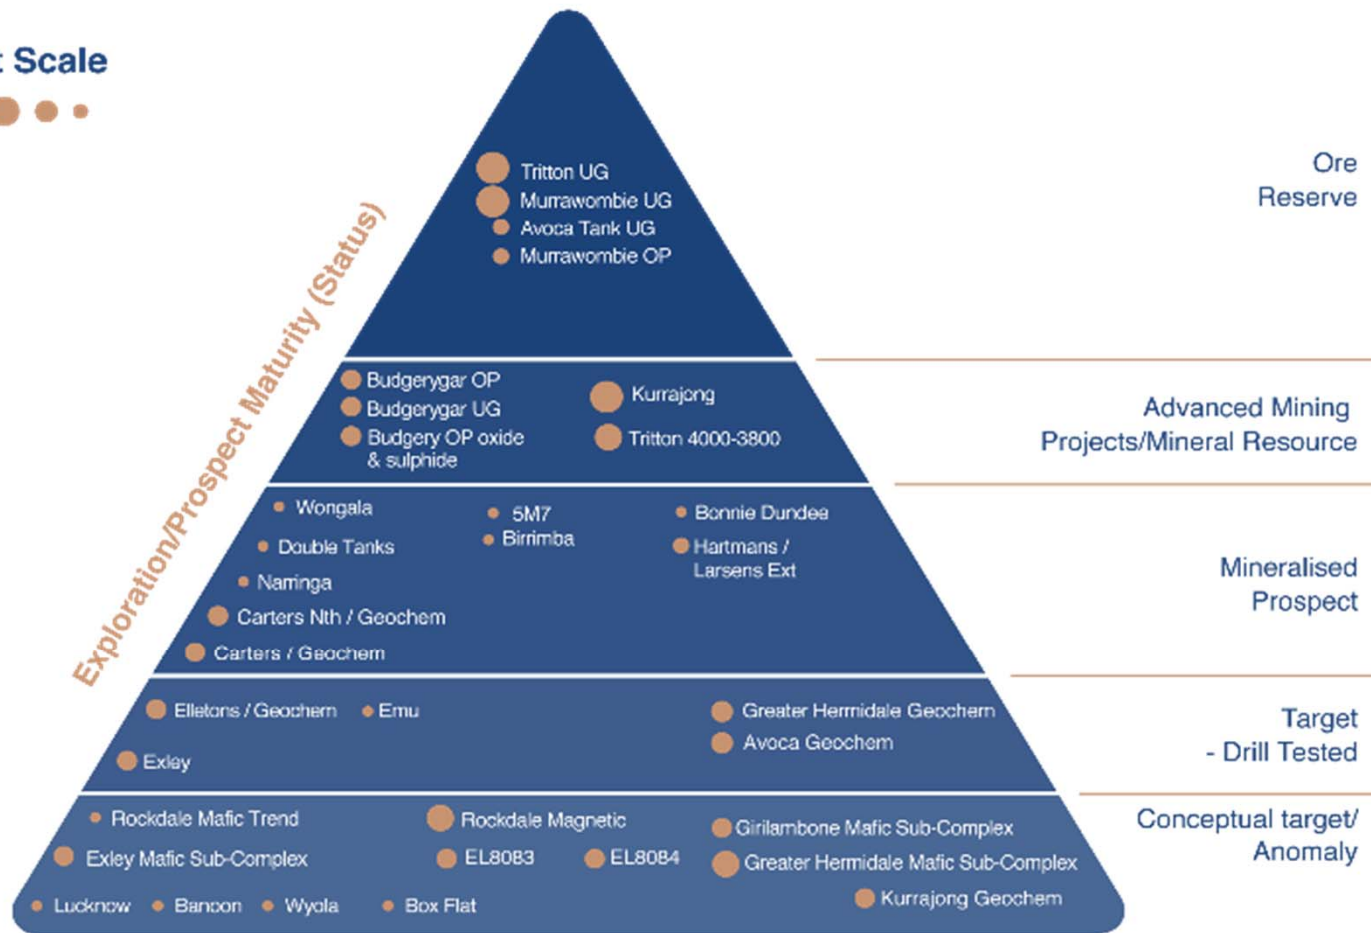 t Scale
Exploration/Prospect Maturity (Status)
Tritton UG
Murrawombie UG
Avoca Tank UG
Murrawombie OP
Ore
Reserve
Budgerygar OP
Budgerygar UG
Budgery OP oxide
& sulphide
Kurrajong
Tritton 4000-3800
Advanced Mining
Projects/Mineral Resource
Wongala
Double Tanks
Narringa
Carters Nth / Geochem
Carters / Geochem
5M7
Birrimba
Bonnie Dundee
Hartmans /
Larsens Ext
Mineralised
Prospect
Elletons / Geochem
Emu
Exley
Greater Hermidale Geochem
Avoca Geochem
Target
- Drill Tested
Rockdale Mafic Trend
Exley Mafic Sub-Complex
Lucknow
Bancon
Wyola
Box Flat
Rockdale Magnetic
EL8083
EL8084
Girilambone Mafic Sub-Complex
Greater Hermidale Mafic Sub-Complex
Kurrajong Geochem
Conceptual target/
Anomaly